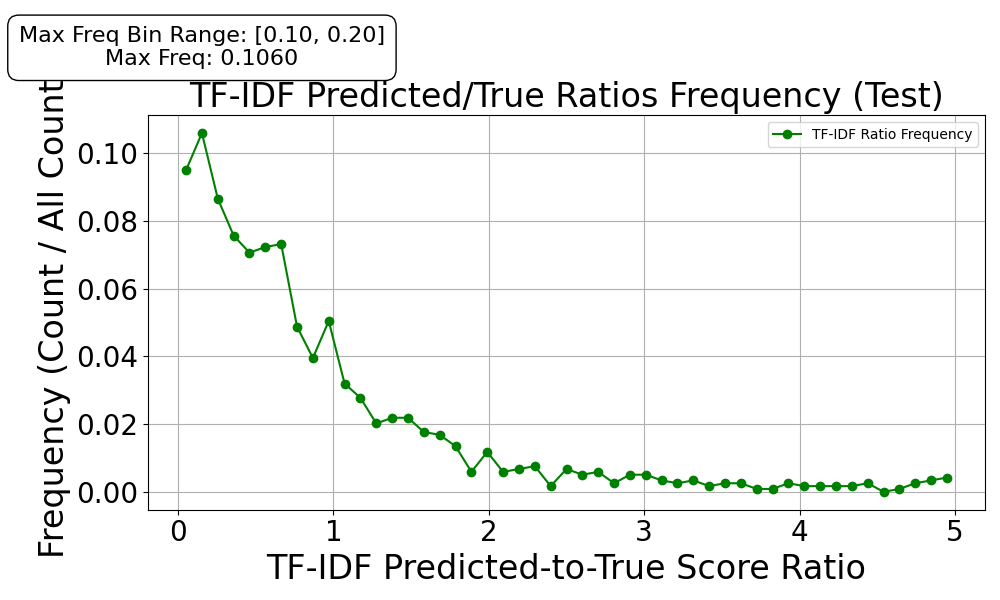 Max Freq Bin Range: [0.10, 0.20]
Max Freq: 0.1060
TF-IDF Predicted/True Ratios Frequency (Test)
TF-IDF Ratio Frequency
Frequency (Count / All Count
0.10
0.08
0.06
0.04
0.02
0.00
0 1 2 3 4 5
TF-IDF Predicted-to-True Score Ratio